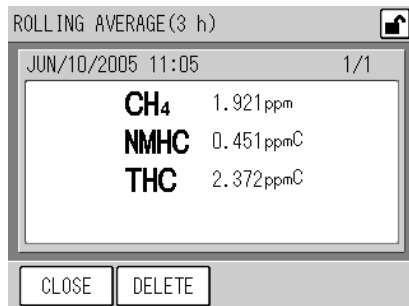 ROLLING AVERAGE(3 h)
JUN/10/2005 11:05 1/1
CH₄ 1.921ppm
NMHC 0.451ppmC
THC 2.372ppmC
CLOSE DELETE